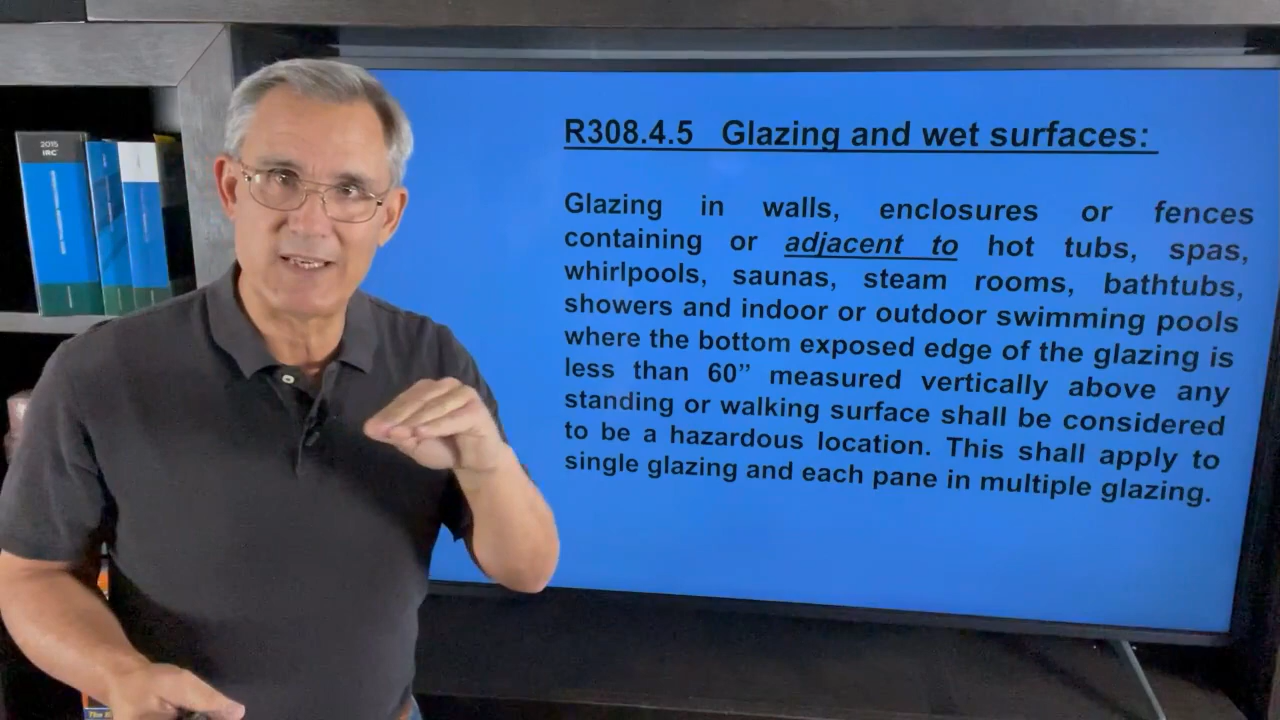 2015
IRC
R308.4.5 Glazing and wet surfaces:
Glazing in walls, enclosures or fences
containing or adjacent to hot tubs, spas,
whirlpools, saunas, steam rooms, bathtubs,
showers and indoor or outdoor swimming pools
where the bottom exposed edge of the glazing is
less than 60” measured vertically above any
standing or walking surface shall be considered
to be a hazardous location. This shall apply to
single glazing and each pane in multiple glazing.